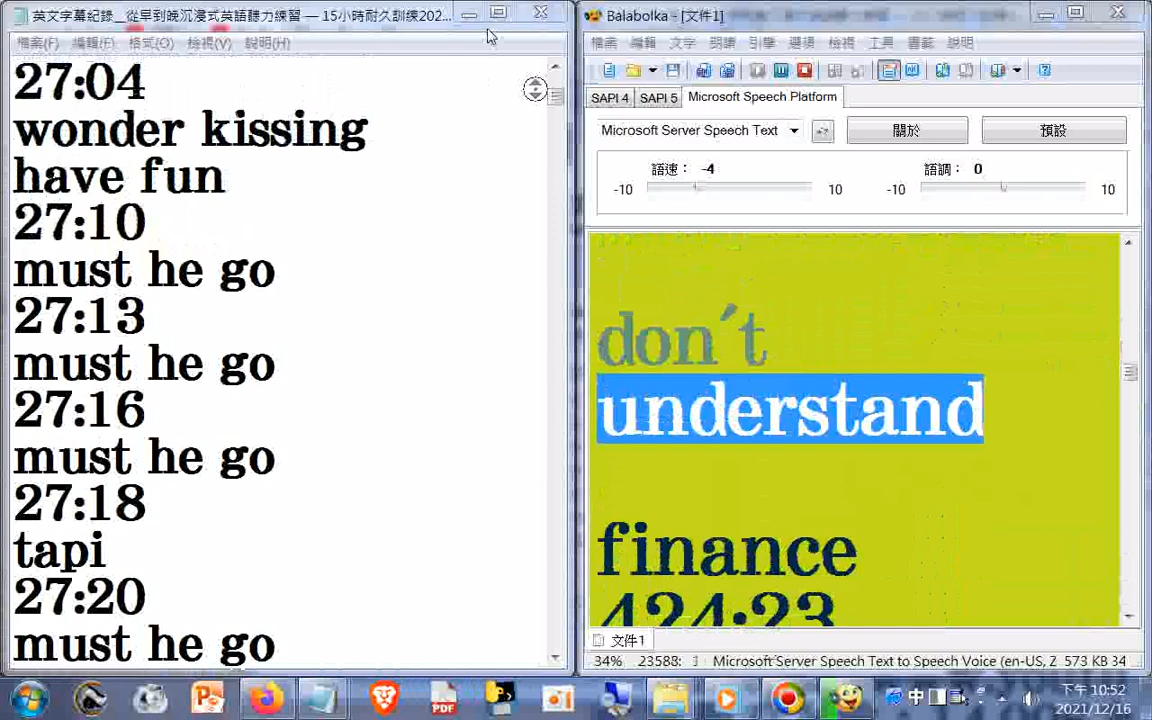 英文字幕紀錄__從早到晚沉浸式英語聽力練習 — 15小時耐久訓練202...
檔案(F) 編輯(E) 格式(O) 檢視(V) 說明(H)
27:04
wonder kissing
have fun
27:10
must he go
27:13
must he go
27:16
must he go
27:18
tapi
27:20
must he go
Balabolka - [文件1]
檔案 編輯 文字 朗讀 引擎 選項 檢視 工具 書籤 說明
SAPI 4 SAPI 5 Microsoft Speech Platform
Microsoft Server Speech Text 關於 預設
語速： -4 語調： 0
-10 10 -10 10
don´t
understand
finance
424:23
文件1
34% 23588: 1 Microsoft Server Speech Text to Speech Voice (en-US, Z 573 KB 34
PDF
中
下午 10:52
2021/12/16